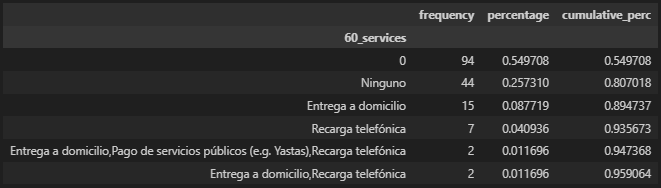 frequency percentage cumulative_perc
60_services
0 94 0.549708 0.549708
Ninguno 44 0.257310 0.807018
Entrega a domicilio 15 0.087719 0.894737
Recarga telefónica 7 0.040936 0.935673
Entrega a domicilio,Pago de servicios públicos (e.g. Yastas),Recarga telefónica 2 0.011696 0.947368
Entrega a domicilio,Recarga telefónica 2 0.011696 0.959064